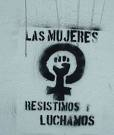 LAS MUJERES
RESISTIMOS Y
LUCHAMOS